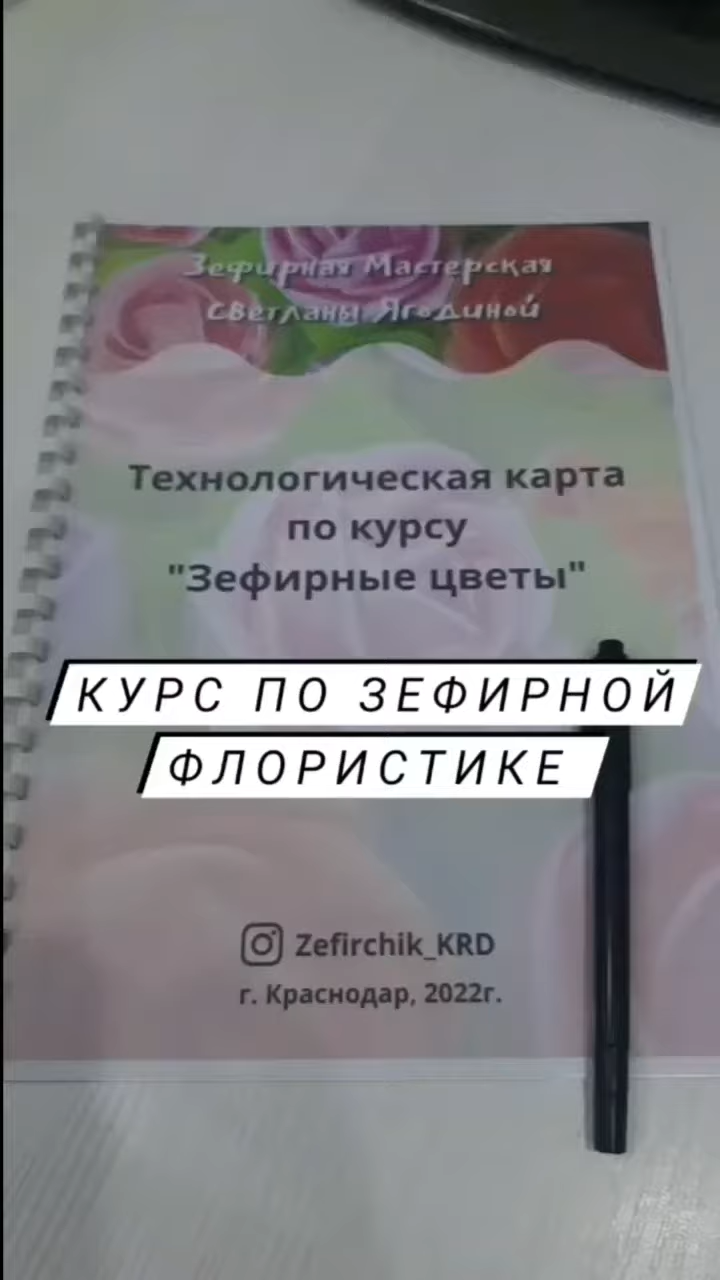 Зефирная Мастерская
Светланы Ягодиной
Технологическая карта
по курсу
"Зефирные цветы"
КУРС ПО ЗЕФИРНОЙ
ФЛОРИСТИКЕ
Zefirchik_KRD
г. Краснодар, 2022г.